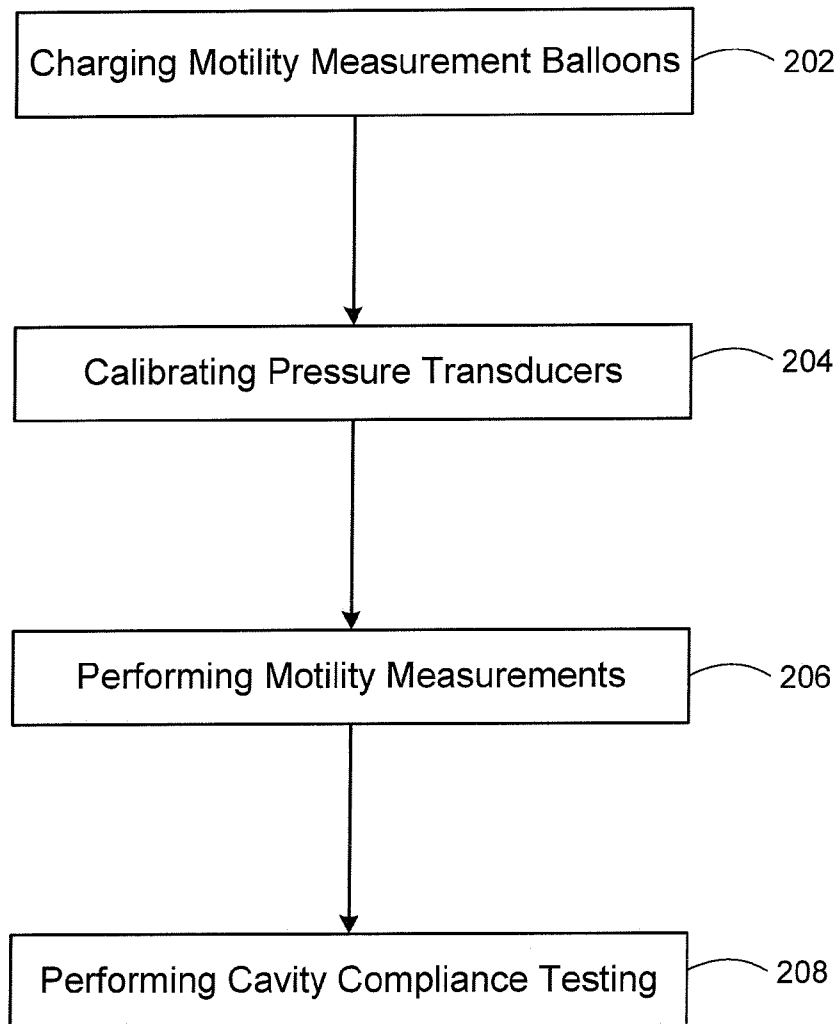 Charging Motility Measurement Balloons 202
Calibrating Pressure Transducers 204
Performing Motility Measurements 206
Performing Cavity Compliance Testing 208